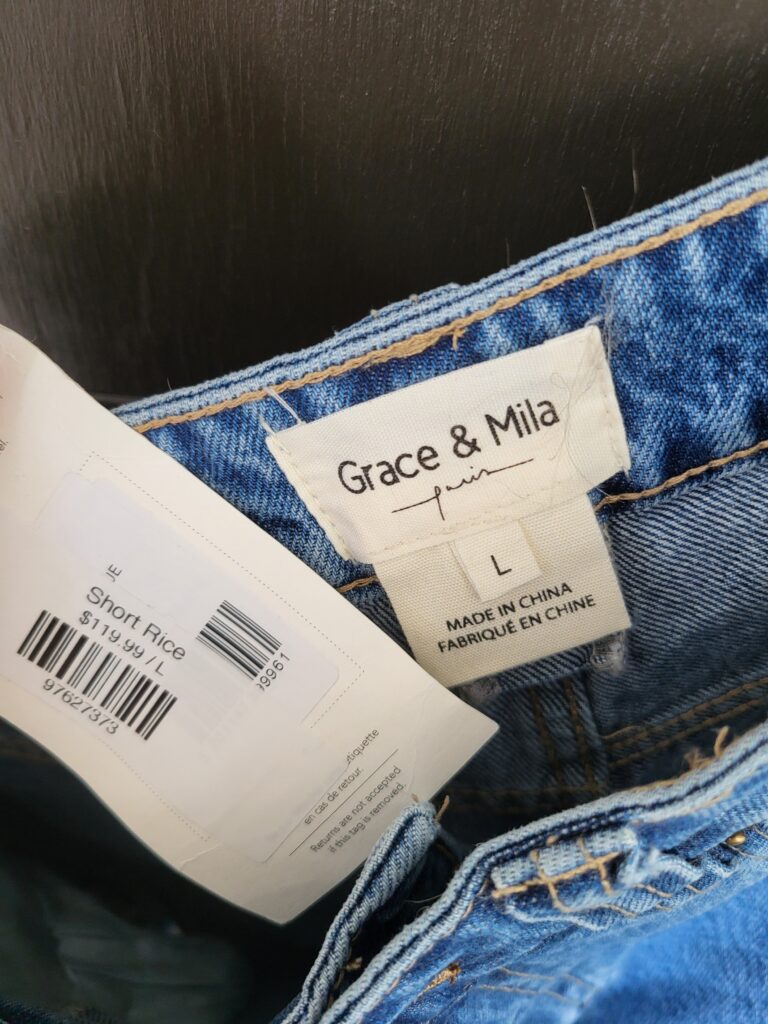 Grace & Mila
paris
L
MADE IN CHINA
FABRIQUÉ EN CHINE
JE
Short Rice
$119.99 /L
97627373
9961
en cas de retour.
Returns are not accepted
if this tag is removed.